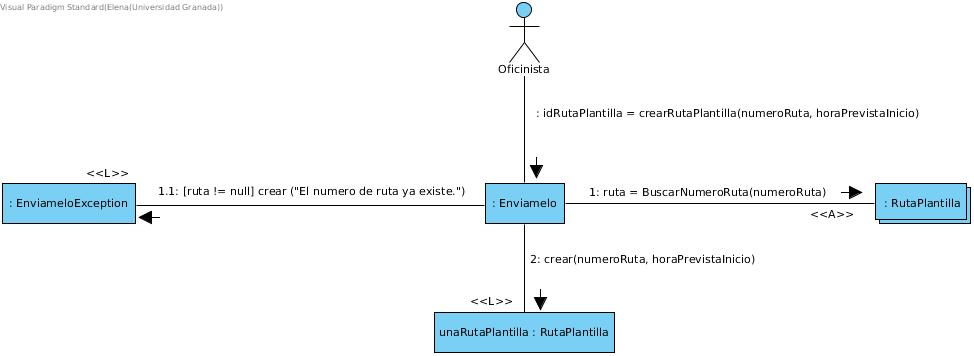 Visual Paradigm Standard(Elena(Universidad Granada))
Oficinista
: idRutaPlantilla = crearRutaPlantilla(numeroRuta, horaPrevistaInicio)
<<L>>
1.1: [ruta != null] crear ("El numero de ruta ya existe.")
1: ruta = BuscarNumeroRuta(numeroRuta)
: EnviameloException
: Enviamelo
: RutaPlantilla
<<A>>
2: crear(numeroRuta, horaPrevistaInicio)
<<L>>
unaRutaPlantilla : RutaPlantilla